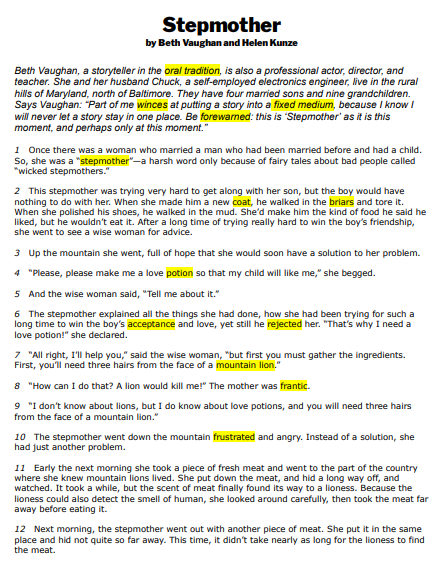 Stepmother
by Beth Vaughan and Helen Kunze
Beth Vaughan, a storyteller in the oral tradition, is also a professional actor, director, and
teacher. She and her husband Chuck, a self-employed electronics engineer, live in the rural
hills of Maryland, north of Baltimore. They have four married sons and nine grandchildren.
Says Vaughan: “Part of me winces at putting a story into a fixed medium, because I know I
will never let a story stay in one place. Be forewarned: this is ‘Stepmother’ as it is this
moment, and perhaps only at this moment.”
1 Once there was a woman who married a man who had been married before and had a child.
So, she was a “stepmother”—a harsh word only because of fairy tales about bad people called
“wicked stepmothers.”
2 This stepmother was trying very hard to get along with her son, but the boy would have
nothing to do with her. When she made him a new coat, he walked in the briars and tore it.
When she polished his shoes, he walked in the mud. She’d make him the kind of food he said he
liked, but he wouldn’t eat it. After a long time of trying really hard to win the boy’s friendship,
she went to see a wise woman for advice.
3 Up the mountain she went, full of hope that she would soon have a solution to her problem.
4 “Please, please make me a love potion so that my child will like me,” she begged.
5 And the wise woman said, “Tell me about it.”
6 The stepmother explained all the things she had done, how she had been trying for such a
long time to win the boy’s acceptance and love, yet still he rejected her. “That’s why I need a
love potion!” she declared.
7 “All right, I’ll help you,” said the wise woman, “but first you must gather the ingredients.
First, you’ll need three hairs from the face of a mountain lion.”
8 “How can I do that? A lion would kill me!” The mother was frantic.
9 “I don’t know about lions, but I do know about love potions, and you will need three hairs
from the face of a mountain lion.”
10 The stepmother went down the mountain frustrated and angry. Instead of a solution, she
had just another problem.
11 Early the next morning she took a piece of fresh meat and went to the part of the country
where she knew mountain lions lived. She put down the meat, and hid a long way off, and
watched. It took a while, but the scent of meat finally found its way to a lioness. Because the
lioness could also detect the smell of human, she looked around carefully, then took the meat far
away before eating it.
12 Next morning, the stepmother went out with another piece of meat. She put it in the same
place and hid not quite so far away. This time, it didn’t take nearly as long for the lioness to find
the meat.